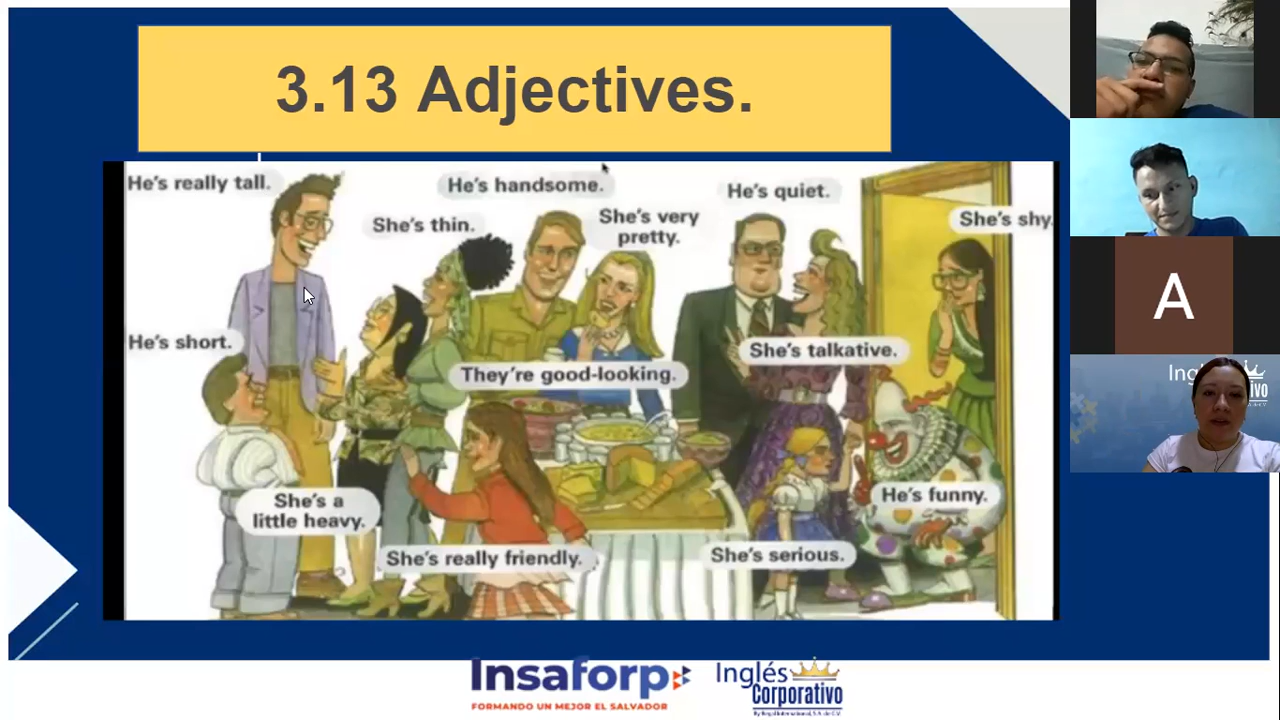 3.13 Adjectives.
He's really tall.
He's handsome.
He's quiet.
She's thin.
She's very
pretty.
She's shy.
He's short.
They're good-looking.
She's talkative.
She's a
little heavy.
He's funny.
She's really friendly.
She's serious.
A
Insaforp
FORMANDO UN MEJOR EL SALVADOR
Inglés
Corporativo